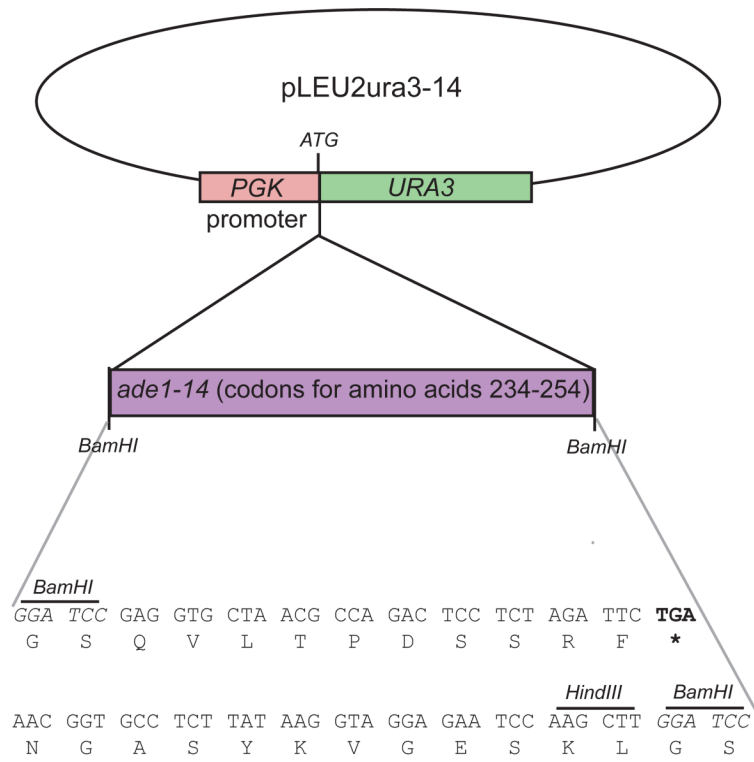 pLEU2ura3-14
ATG
PGK URA3
promoter
ade1-14 (codons for amino acids 234-254)
BamHI BamHI
BamHI
GGA TCC GAG GTG CTA ACG CCA GAC TCC TCT AGA TTC TGA
G S Q V L T P D S S R F *
HindIII BamHI
AAC GGT GCC TCT TAT AAG GTA GGA GAA TCC AAG CTT GGA TCC
N G A S Y K V G E S K L G S